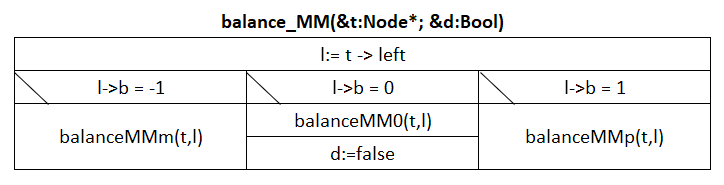 balance_MM(&t:Node*; &d:Bool)
l:= t -> left
l->b = -1
l->b = 0
l->b = 1
balanceMMm(t,l)
balanceMM0(t,l)
d:=false
balanceMMp(t,l)